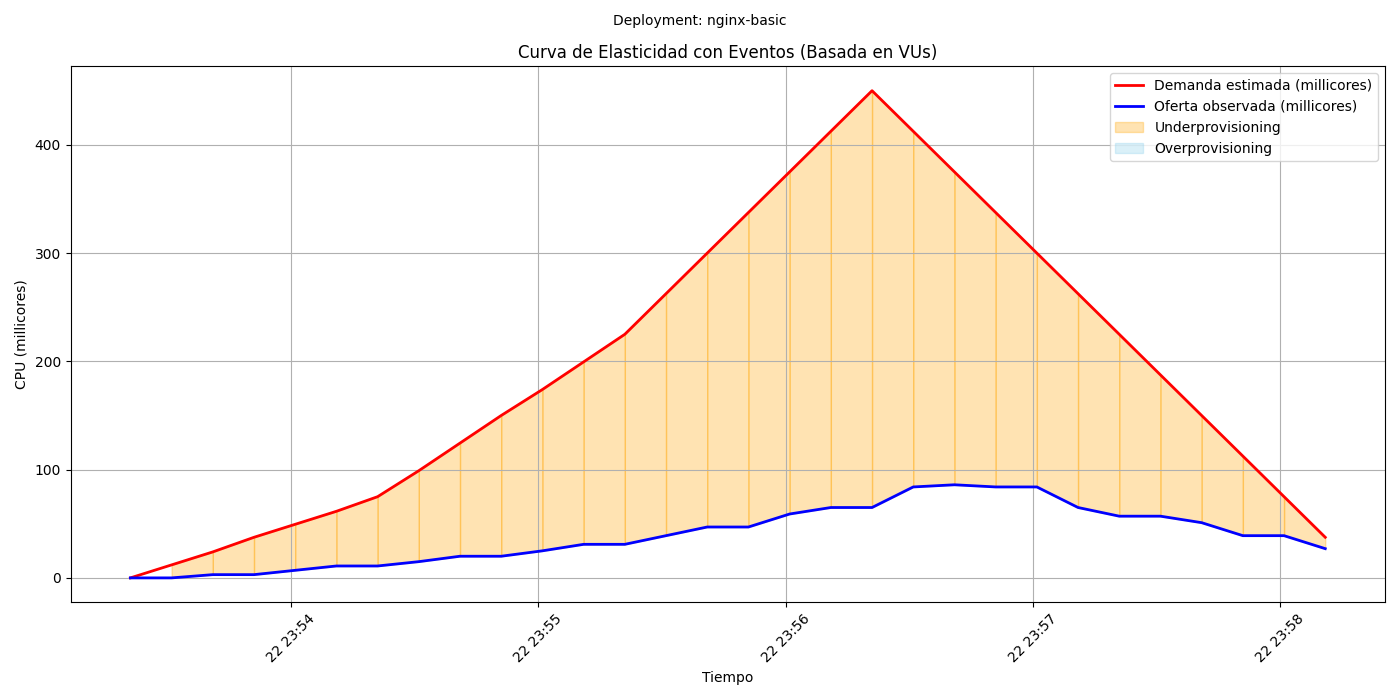 Deployment: nginx-basic
Curva de Elasticidad con Eventos (Basada en VUs)
Demanda estimada (millicores)
Oferta observada (millicores)
Underprovisioning
Overprovisioning
CPU (millicores)
400
300
200
100
0
22 23:54
22 23:55
22 23:56
22 23:57
22 23:58
Tiempo